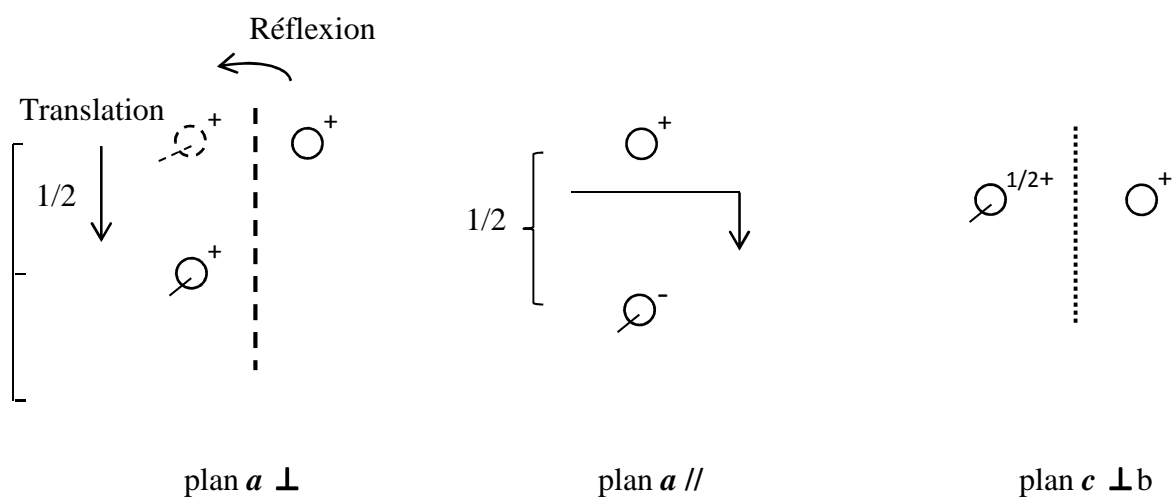 Réflexion
Translation
+
+
+
1/2+
+
1/2
1/2
+
-
plan a ⊥
plan a //
plan c ⊥ b